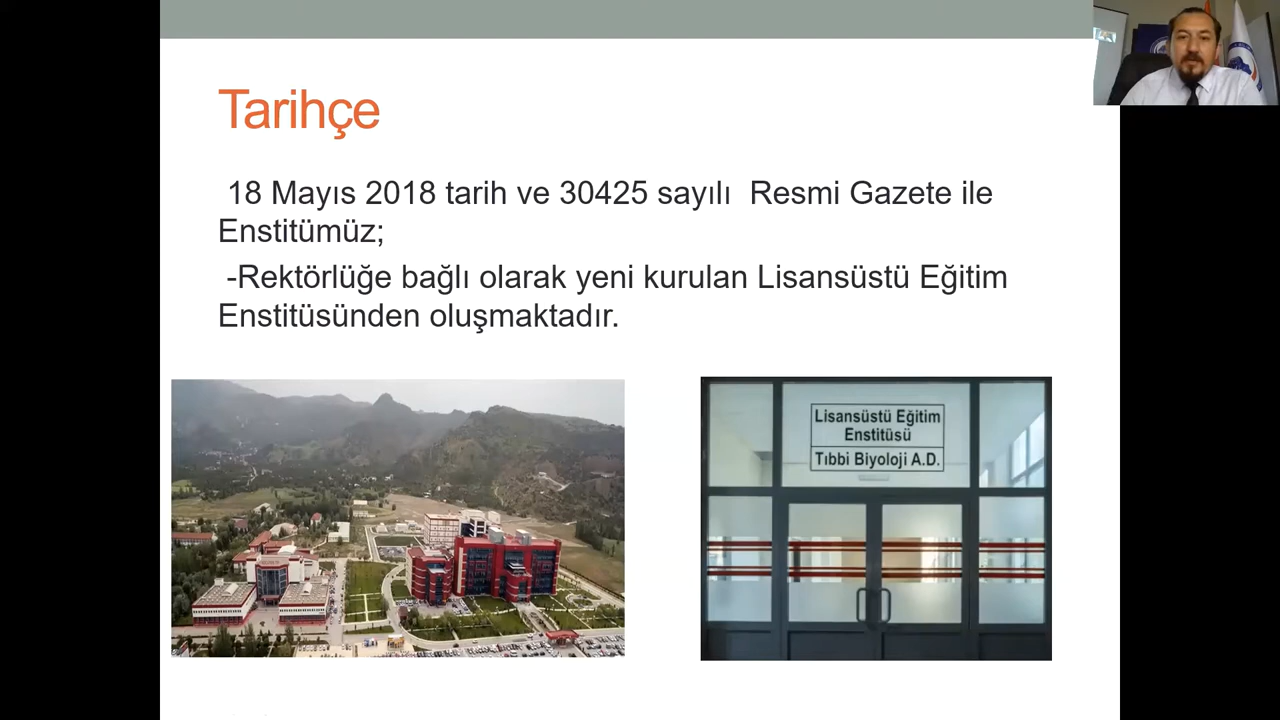 Tarihçe
18 Mayıs 2018 tarih ve 30425 sayılı Resmi Gazete ile
Enstitümüz;
-Rektörlüğe bağlı olarak yeni kurulan Lisansüstü Eğitim
Enstitüsünden oluşmaktadır.
Lisansüstü Eğitim
Enstitüsü
Tıbbi Biyoloji A.D.